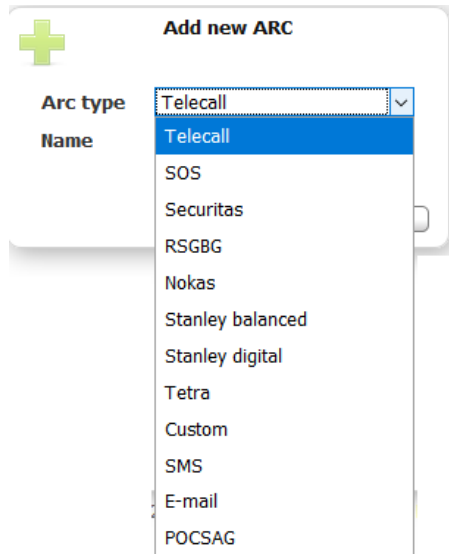 Add new ARC
Arc type Telecall
Name
Telecall
SOS
Securitas
RSGBG
Nokas
Stanley balanced
Stanley digital
Tetra
Custom
SMS
E-mail
POCSAG